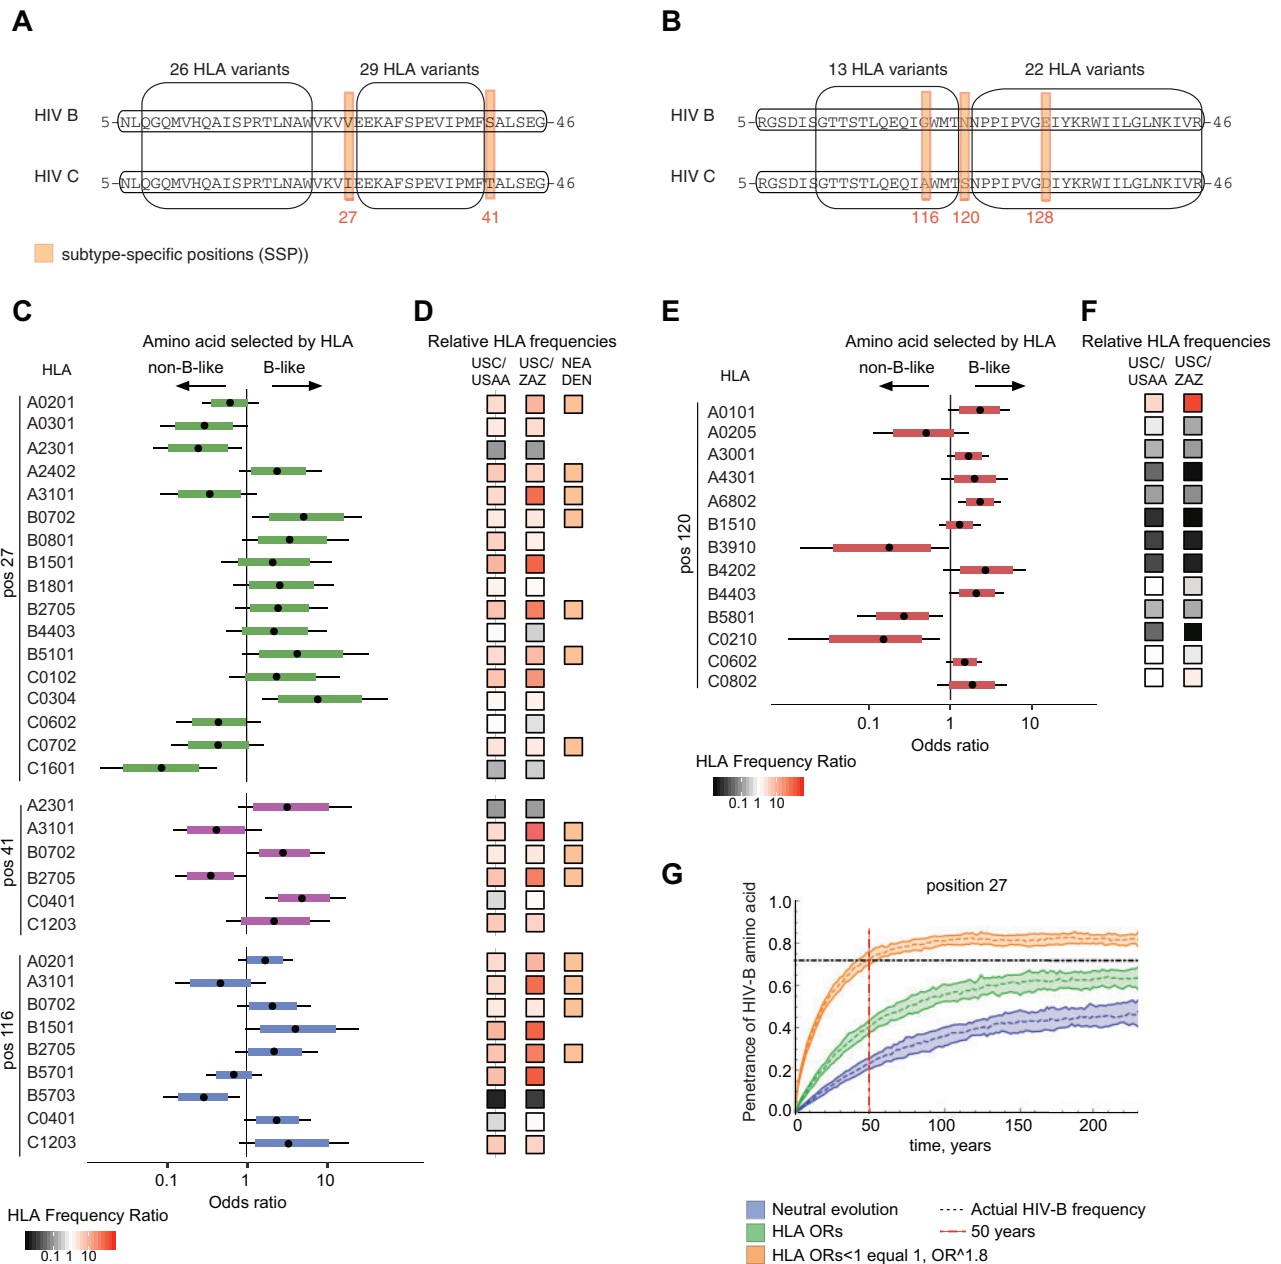 A
26 HLA variants 29 HLA variants
HIV B 5-NLQGQMVHQAISPRTLNAWVKVVEEKAFSPEVIPMFSALSEG-46
HIV C 5-NLQGQMVHQAISPRTLNAWVKVIEEKAFSPEVIPMFTALSEG-46
27 41
subtype-specific positions (SSP))
B
13 HLA variants 22 HLA variants
HIV B 5-RGSDISGTTSTLQEQIGWMTNNPPIPVGEIYKRWIILGLNKIVR-46
HIV C 5-RGSDISGTTSTLQEQIAWMTSNPPIPVGDIYKRWIILGLNKIVR-46
116 120 128
C
Amino acid selected by HLA
HLA non-B-like B-like
pos 27
A0201
A0301
A2301
A2402
A3101
B0702
B0801
B1501
B1801
B2705
B4403
B5101
C0102
C0304
C0602
C0702
C1601
pos 41
A2301
A3101
B0702
B2705
C0401
C1203
pos 116
A0201
A3101
B0702
B1501
B2705
B5701
B5703
C0401
C1203
0.1 1 10
Odds ratio
HLA Frequency Ratio
0.1 1 10
D
Relative HLA frequencies
USC/ USC/ NEA
USAA ZAZ DEN
E
Amino acid selected by HLA
HLA non-B-like B-like
pos 120
A0101
A0205
A3001
A4301
A6802
B1510
B3910
B4202
B4403
B5801
C0210
C0602
C0802
0.1 1 10
Odds ratio
HLA Frequency Ratio
0.1 1 10
F
Relative HLA frequencies
USC/ USC/
USAA ZAZ
G
position 27
Penetrance of HIV-B amino acid
1.0
0.8
0.6
0.4
0.2
0.0
0 50 100 150 200
time, years
Neutral evolution Actual HIV-B frequency
HLA ORs 50 years
HLA ORs<1 equal 1, OR^1.8